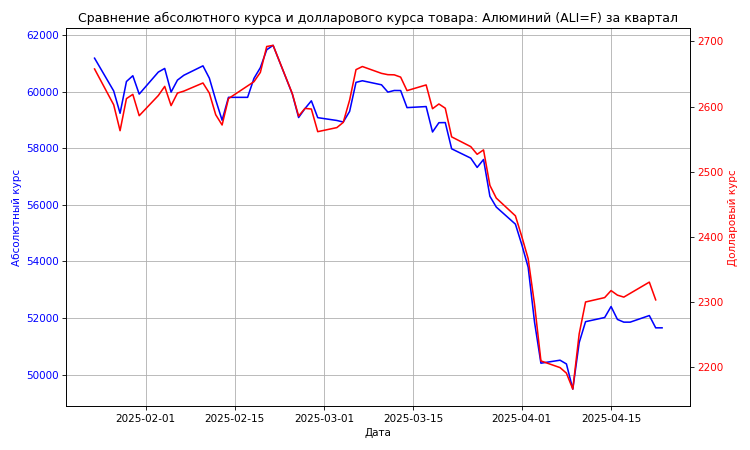 Сравнение абсолютного курса и долларового курса товара: Алюминий (ALI=F) за квартал
Абсолютный курс
62000
60000
58000
56000
54000
52000
50000
2700
2600
2500
2400
2300
2200
Долларовый курс
2025-02-01 2025-02-15 2025-03-01 2025-03-15 2025-04-01 2025-04-15
Дата